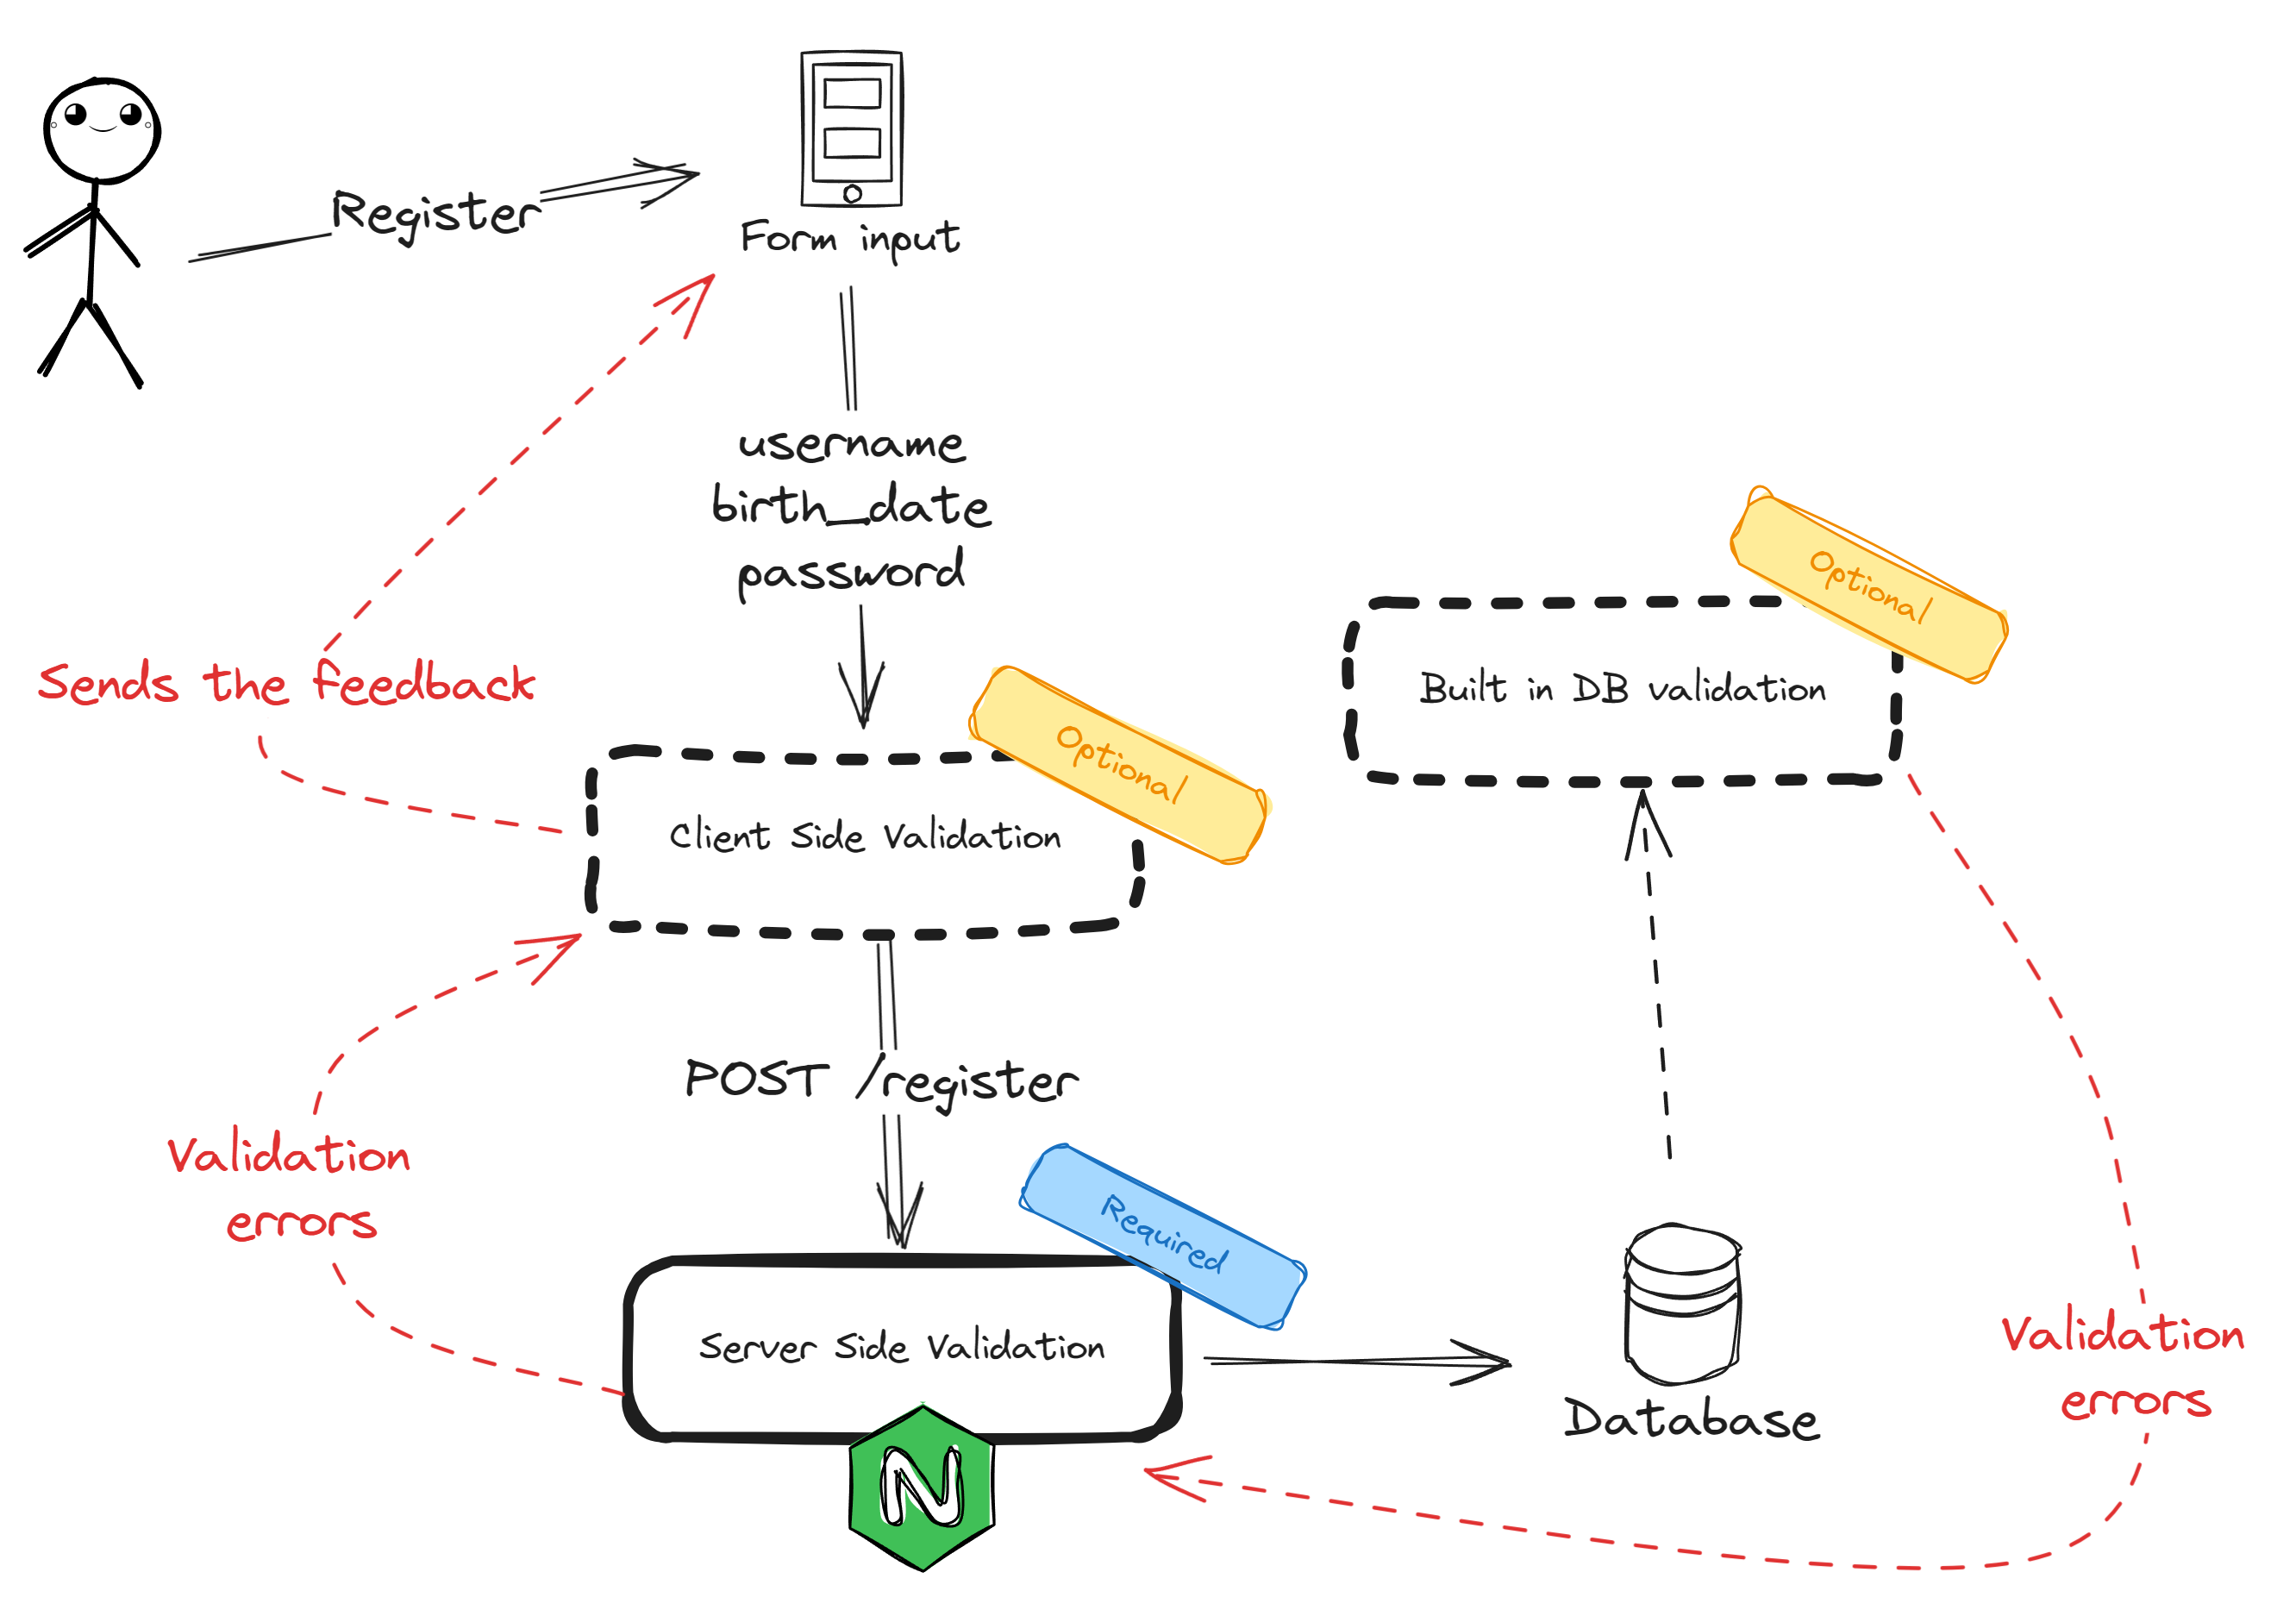 Register
Form input
username
birth_date
password
Optional
Sends the feedback
Built in DB validation
Optional
Client Side Validation
POST /register
Validation
errors
Required
Server Side Validation
N
Database
Validation
errors